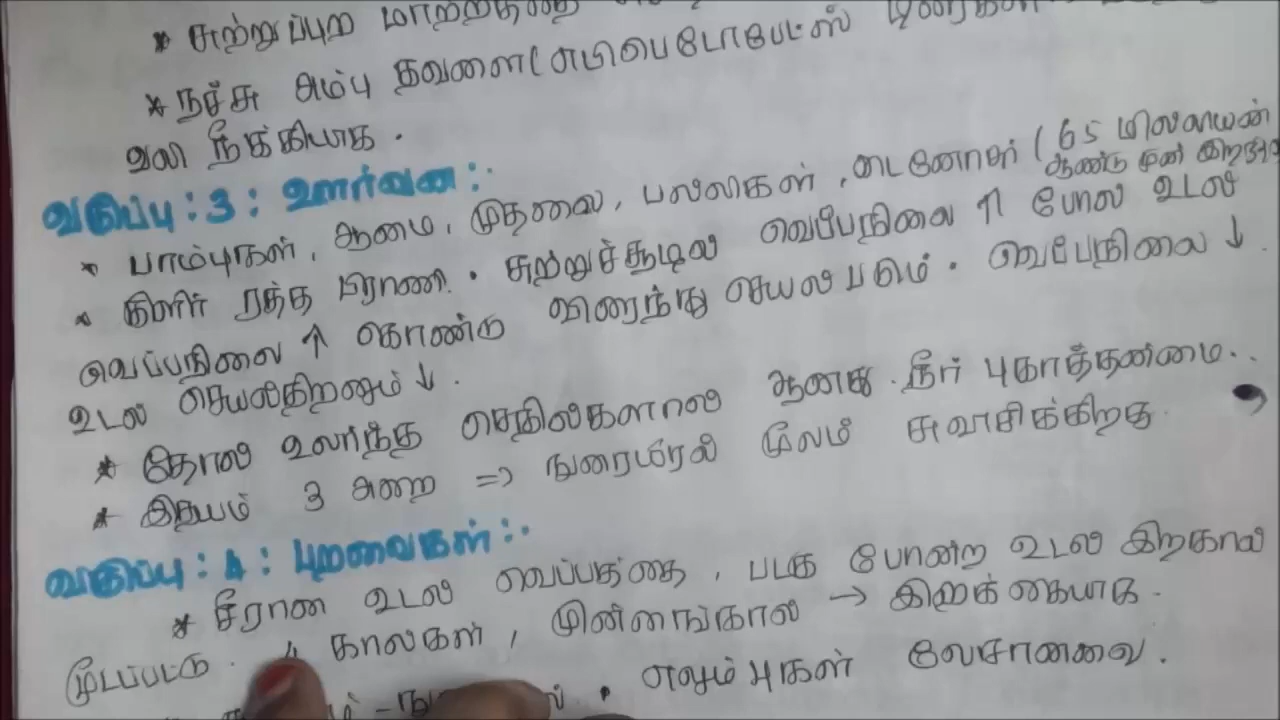 * சுற்றுப்புற மாற்றத்தை
* நச்சு அம்பு தவளை (எபிபெடோபேட்ஸ் டிரை
வலி நீக்கியாக.
வகுப்பு : 3 : ஊர்வன :.
* பாம்புகள், ஆமை, முதலை, பல்லிகள், டைனோசர் (65 மில்லியன்
ஆண்டு முன்
* குளிர் ரத்த பிராணி. சுற்றுச்சூழல் வெப்பநிலை ↑ போல உடல்
வெப்பநிலை ↑ கொண்டு விரைந்து செயல்படும். வெப்பநிலை ↓
உடல் செயல்திறனும் ↓.
* தோல் உலர்ந்த செதில்களால் ஆனது. நீர் புகாத்தன்மை..
* இதயம் 3 அறை => நுரையீரல் மூலம் சுவாசிக்கிறது.
வகுப்பு : 4 : பறவைகள் :.
* சீரான உடல் வெப்பத்தை, படகு போன்ற உடல் இறகால்
மூடப்பட்டு. 4 கால்கள், முன்னங்கால் → இறக்கையாக.
எலும்புகள் லேசானவை.